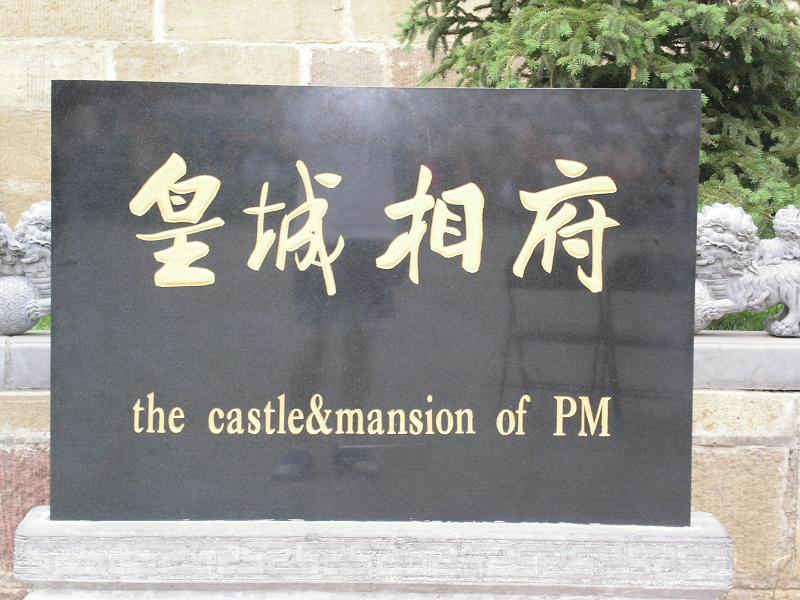 皇城相府
the castle&mansion of PM